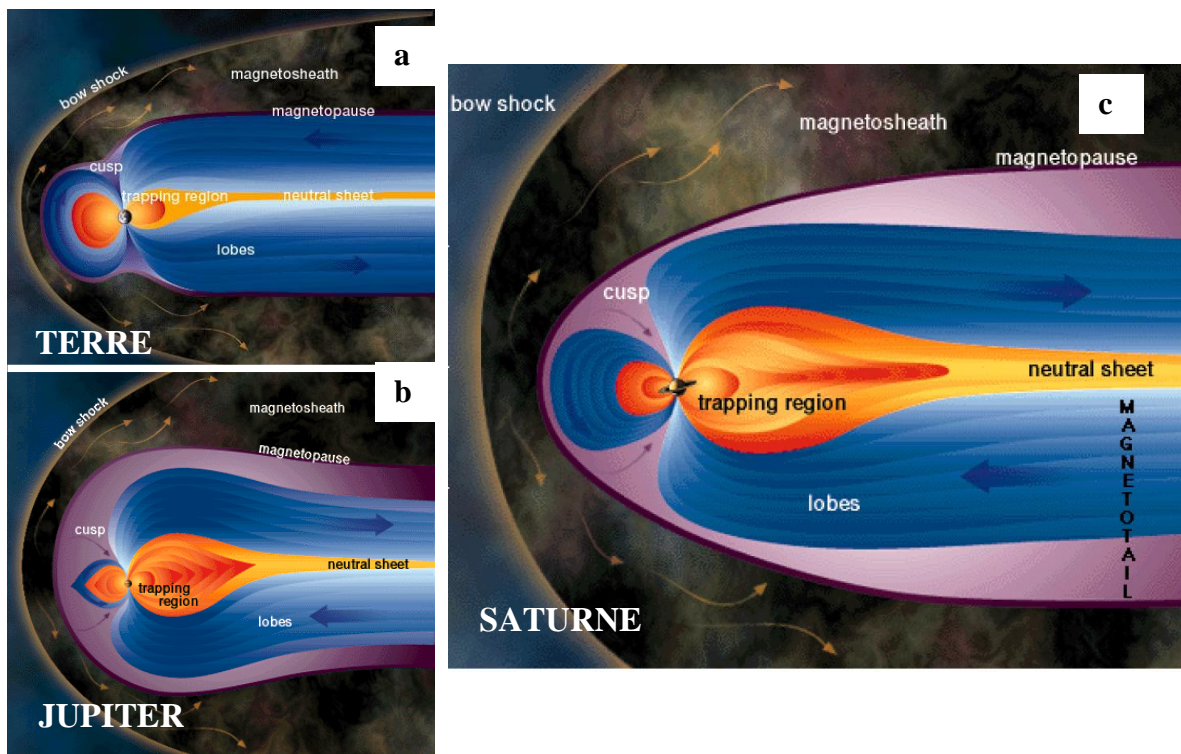 a
bow shock
magnetosheath
magnetopause
cusp
trapping region
neutral sheet
lobes
TERRE
b
bow shock
magnetosheath
magnetopause
cusp
trapping
region
neutral sheet
lobes
JUPITER
c
bow shock
magnetosheath
magnetopause
cusp
trapping region
neutral sheet
lobes
MAGNETOTAIL
SATURNE